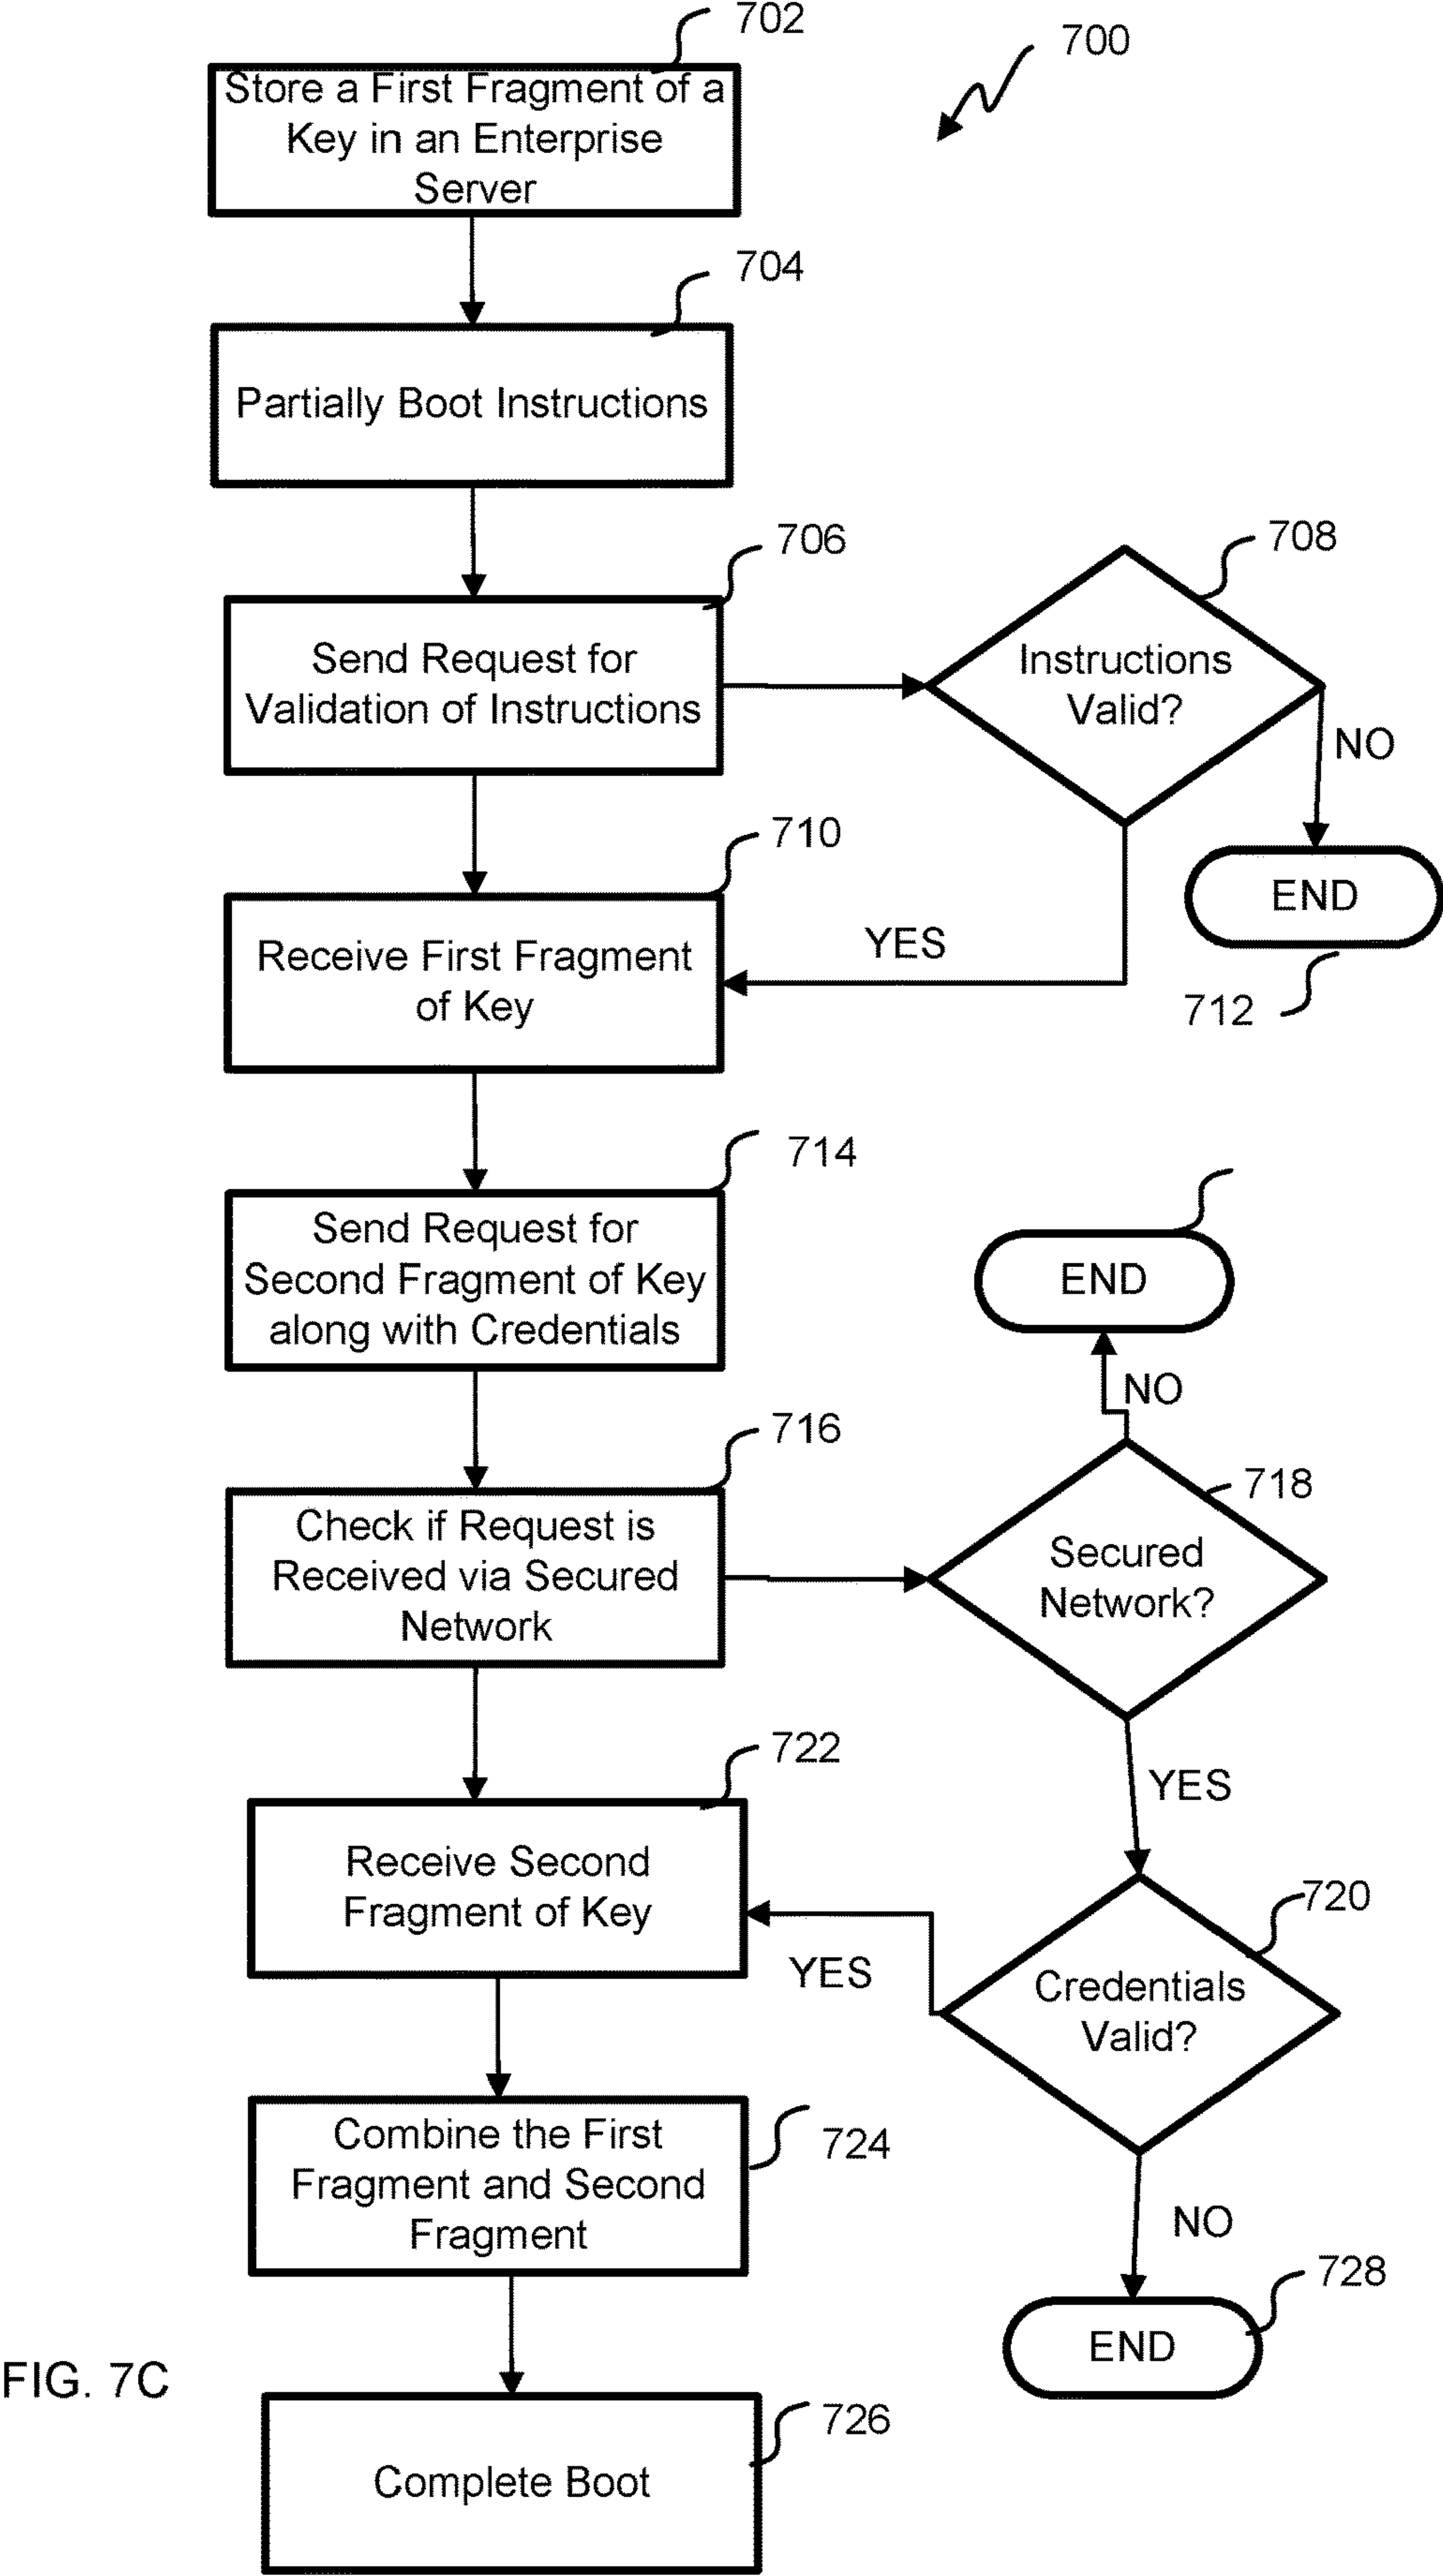 702
700
Store a First Fragment of a
Key in an Enterprise
Server
704
Partially Boot Instructions
706
708
Send Request for
Validation of Instructions
Instructions
Valid?
NO
710
END
Receive First Fragment
of Key
YES
712
714
Send Request for
Second Fragment of Key
along with Credentials
END
NO
716
718
Check if Request is
Received via Secured
Network
Secured
Network?
722
YES
Receive Second
Fragment of Key
720
YES
Credentials
Valid?
Combine the First
Fragment and Second
Fragment
724
NO
728
END
FIG. 7C
726
Complete Boot